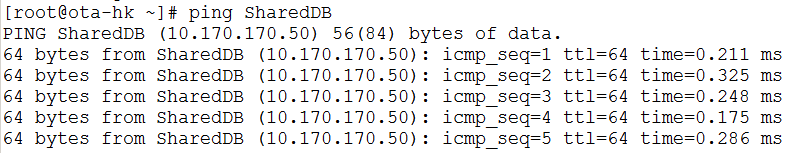 [root@ota-hk ~]# ping SharedDB
PING SharedDB (10.170.170.50) 56(84) bytes of data.
64 bytes from SharedDB (10.170.170.50): icmp_seq=1 ttl=64 time=0.211 ms
64 bytes from SharedDB (10.170.170.50): icmp_seq=2 ttl=64 time=0.325 ms
64 bytes from SharedDB (10.170.170.50): icmp_seq=3 ttl=64 time=0.248 ms
64 bytes from SharedDB (10.170.170.50): icmp_seq=4 ttl=64 time=0.175 ms
64 bytes from SharedDB (10.170.170.50): icmp_seq=5 ttl=64 time=0.286 ms